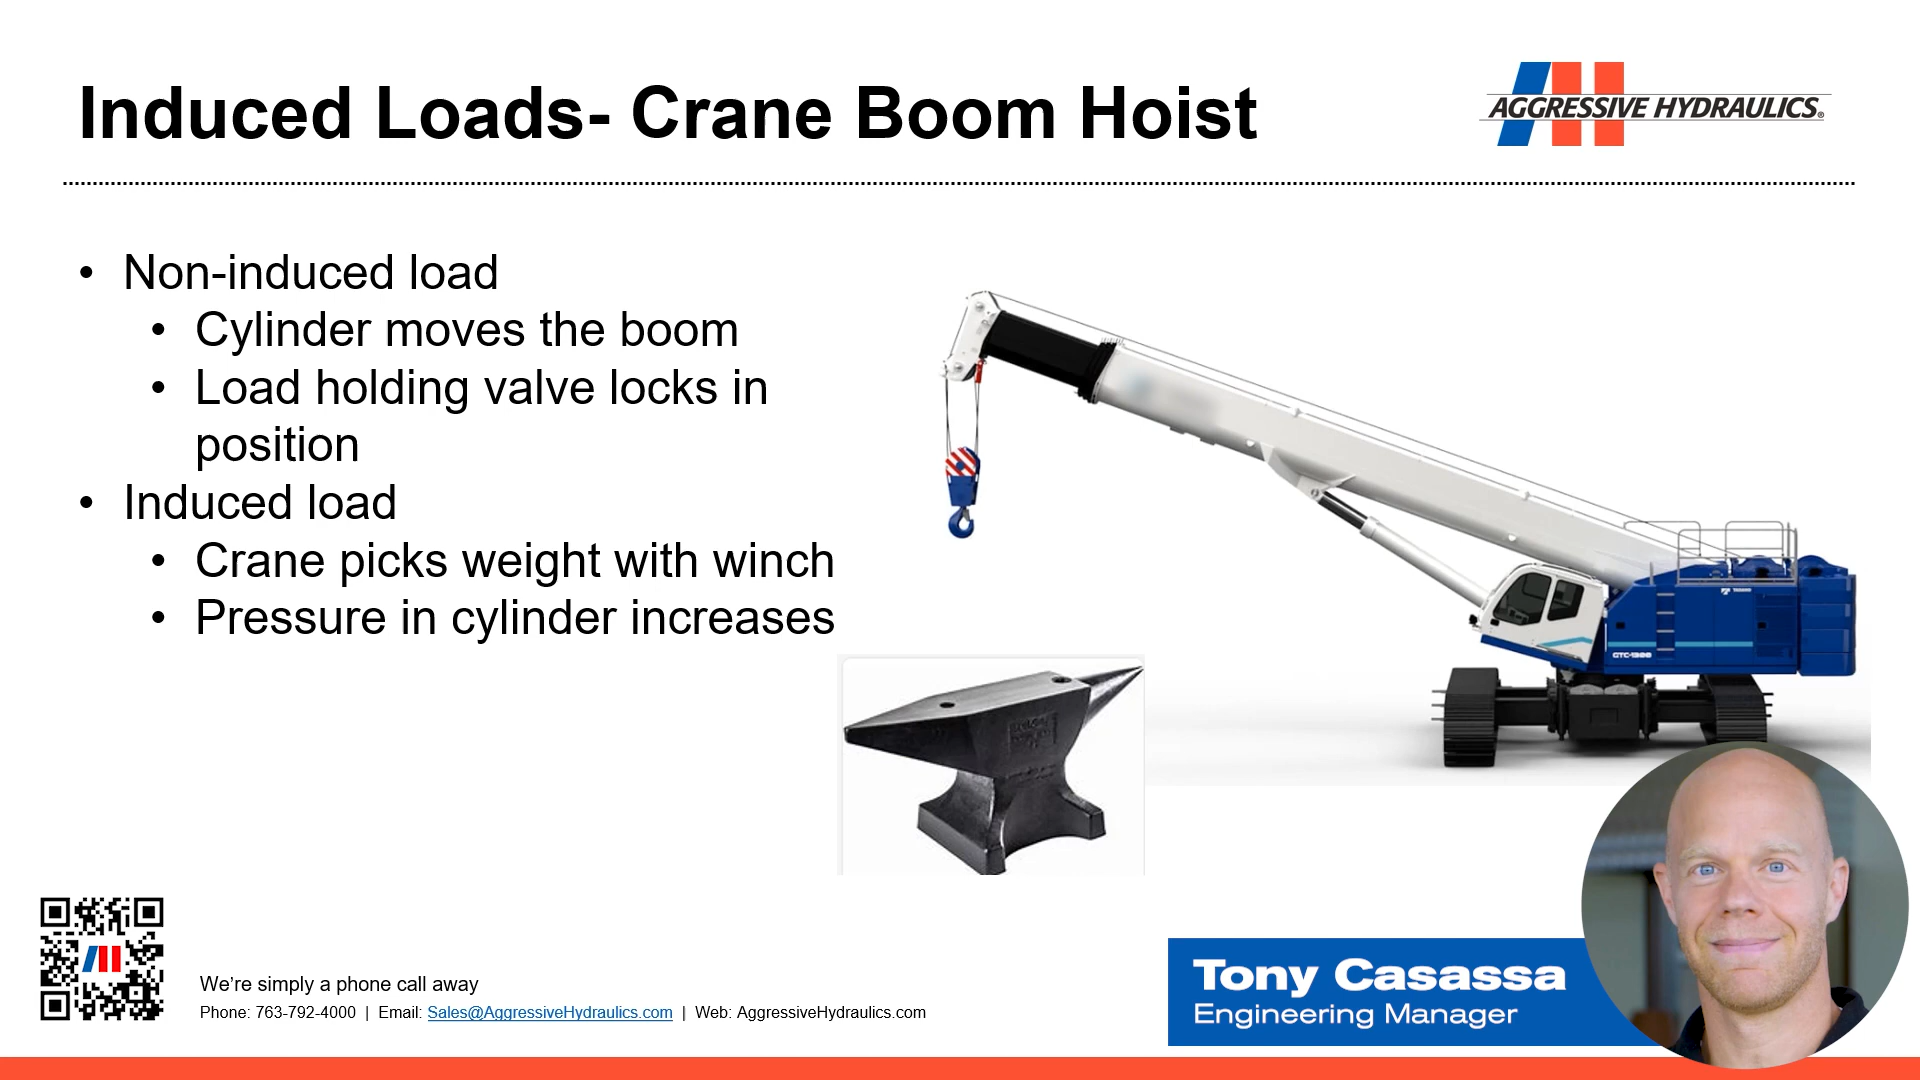 Induced Loads- Crane Boom Hoist
AGGRESSIVE HYDRAULICS®
• Non-induced load
• Cylinder moves the boom
• Load holding valve locks in
position
• Induced load
• Crane picks weight with winch
• Pressure in cylinder increases
GTC-1300
We’re simply a phone call away
Phone: 763-792-4000 | Email: Sales@AggressiveHydraulics.com | Web: AggressiveHydraulics.com
Tony Casassa
Engineering Manager